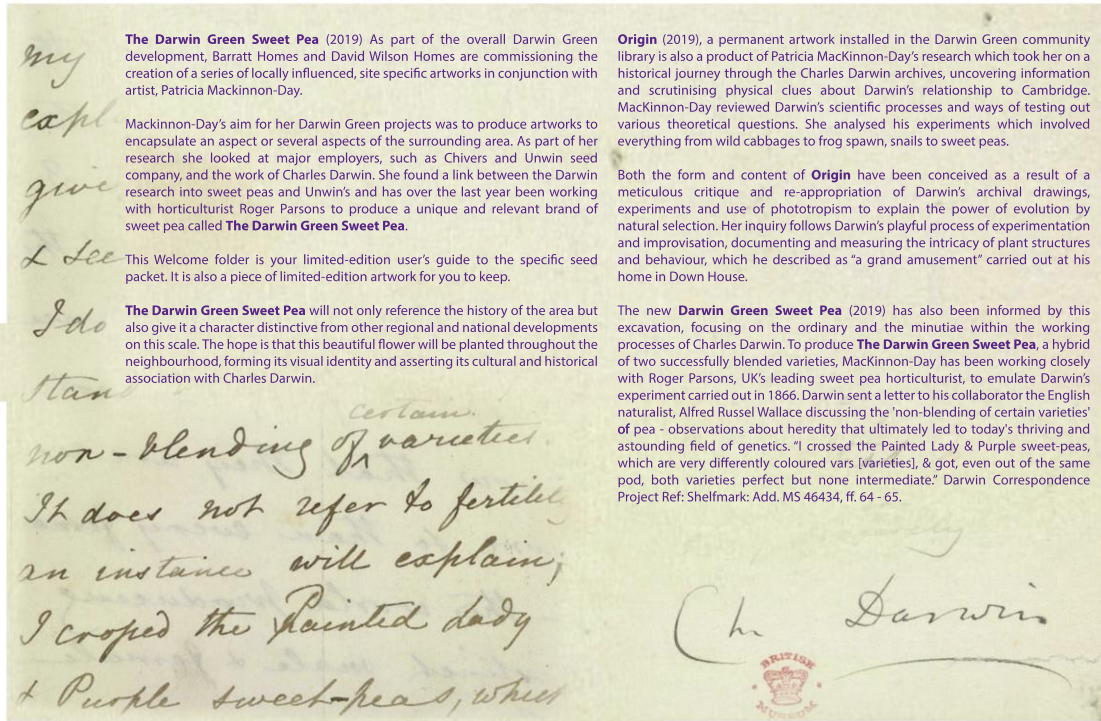 The Darwin Green Sweet Pea (2019) As part of the overall Darwin Green
development, Barratt Homes and David Wilson Homes are commissioning the
creation of a series of locally influenced, site specific artworks in conjunction with
artist, Patricia Mackinnon-Day.
Mackinnon-Day's aim for her Darwin Green projects was to produce artworks to
encapsulate an aspect or several aspects of the surrounding area. As part of her
research she looked at major employers, such as Chivers and Unwin seed
company, and the work of Charles Darwin. She found a link between the Darwin
research into sweet peas and Unwin's and has over the last year been working
with horticulturist Roger Parsons to produce a unique and relevant brand of
sweet pea called The Darwin Green Sweet Pea.
This Welcome folder is your limited-edition user's guide to the specific seed
packet. It is also a piece of limited-edition artwork for you to keep.
The Darwin Green Sweet Pea will not only reference the history of the area but
also give it a character distinctive from other regional and national developments
on this scale. The hope is that this beautiful flower will be planted throughout the
neighbourhood, forming its visual identity and asserting its cultural and historical
association with Charles Darwin.
Origin (2019), a permanent artwork installed in the Darwin Green community
library is also a product of Patricia MacKinnon-Day's research which took her on a
historical journey through the Charles Darwin archives, uncovering information
and scrutinising physical clues about Darwin's relationship to Cambridge.
MacKinnon-Day reviewed Darwin's scientific processes and ways of testing out
various theoretical questions. She analysed his experiments which involved
everything from wild cabbages to frog spawn, snails to sweet peas.
Both the form and content of Origin have been conceived as a result of a
meticulous critique and re-appropriation of Darwin's archival drawings,
experiments and use of phototropism to explain the power of evolution by
natural selection. Her inquiry follows Darwin's playful process of experimentation
and improvisation, documenting and measuring the intricacy of plant structures
and behaviour, which he described as "a grand amusement" carried out at his
home in Down House.
The new Darwin Green Sweet Pea (2019) has also been informed by this
excavation, focusing on the ordinary and the minutiae within the working
processes of Charles Darwin. To produce The Darwin Green Sweet Pea, a hybrid
of two successfully blended varieties, MacKinnon-Day has been working closely
with Roger Parsons, UK's leading sweet pea horticulturist, to emulate Darwin's
experiment carried out in 1866. Darwin sent a letter to his collaborator the English
naturalist, Alfred Russel Wallace discussing the 'non-blending of certain varieties'
of pea - observations about heredity that ultimately led to today's thriving and
astounding field of genetics. "I crossed the Painted Lady & Purple sweet-peas,
which are very differently coloured vars [varieties], & got, even out of the same
pod, both varieties perfect but none intermediate." Darwin Correspondence
Project Ref: Shelfmark: Add. MS 46434, ff. 64 - 65.
my
expl
give
& see
I do
stand
certain
non-blending of varieties.
It does not refer to fertility
an instance will explain;
I crossed the Painted Lady
& Purple sweet-peas, which
Ch Darwin
BRITISH
MUSEUM